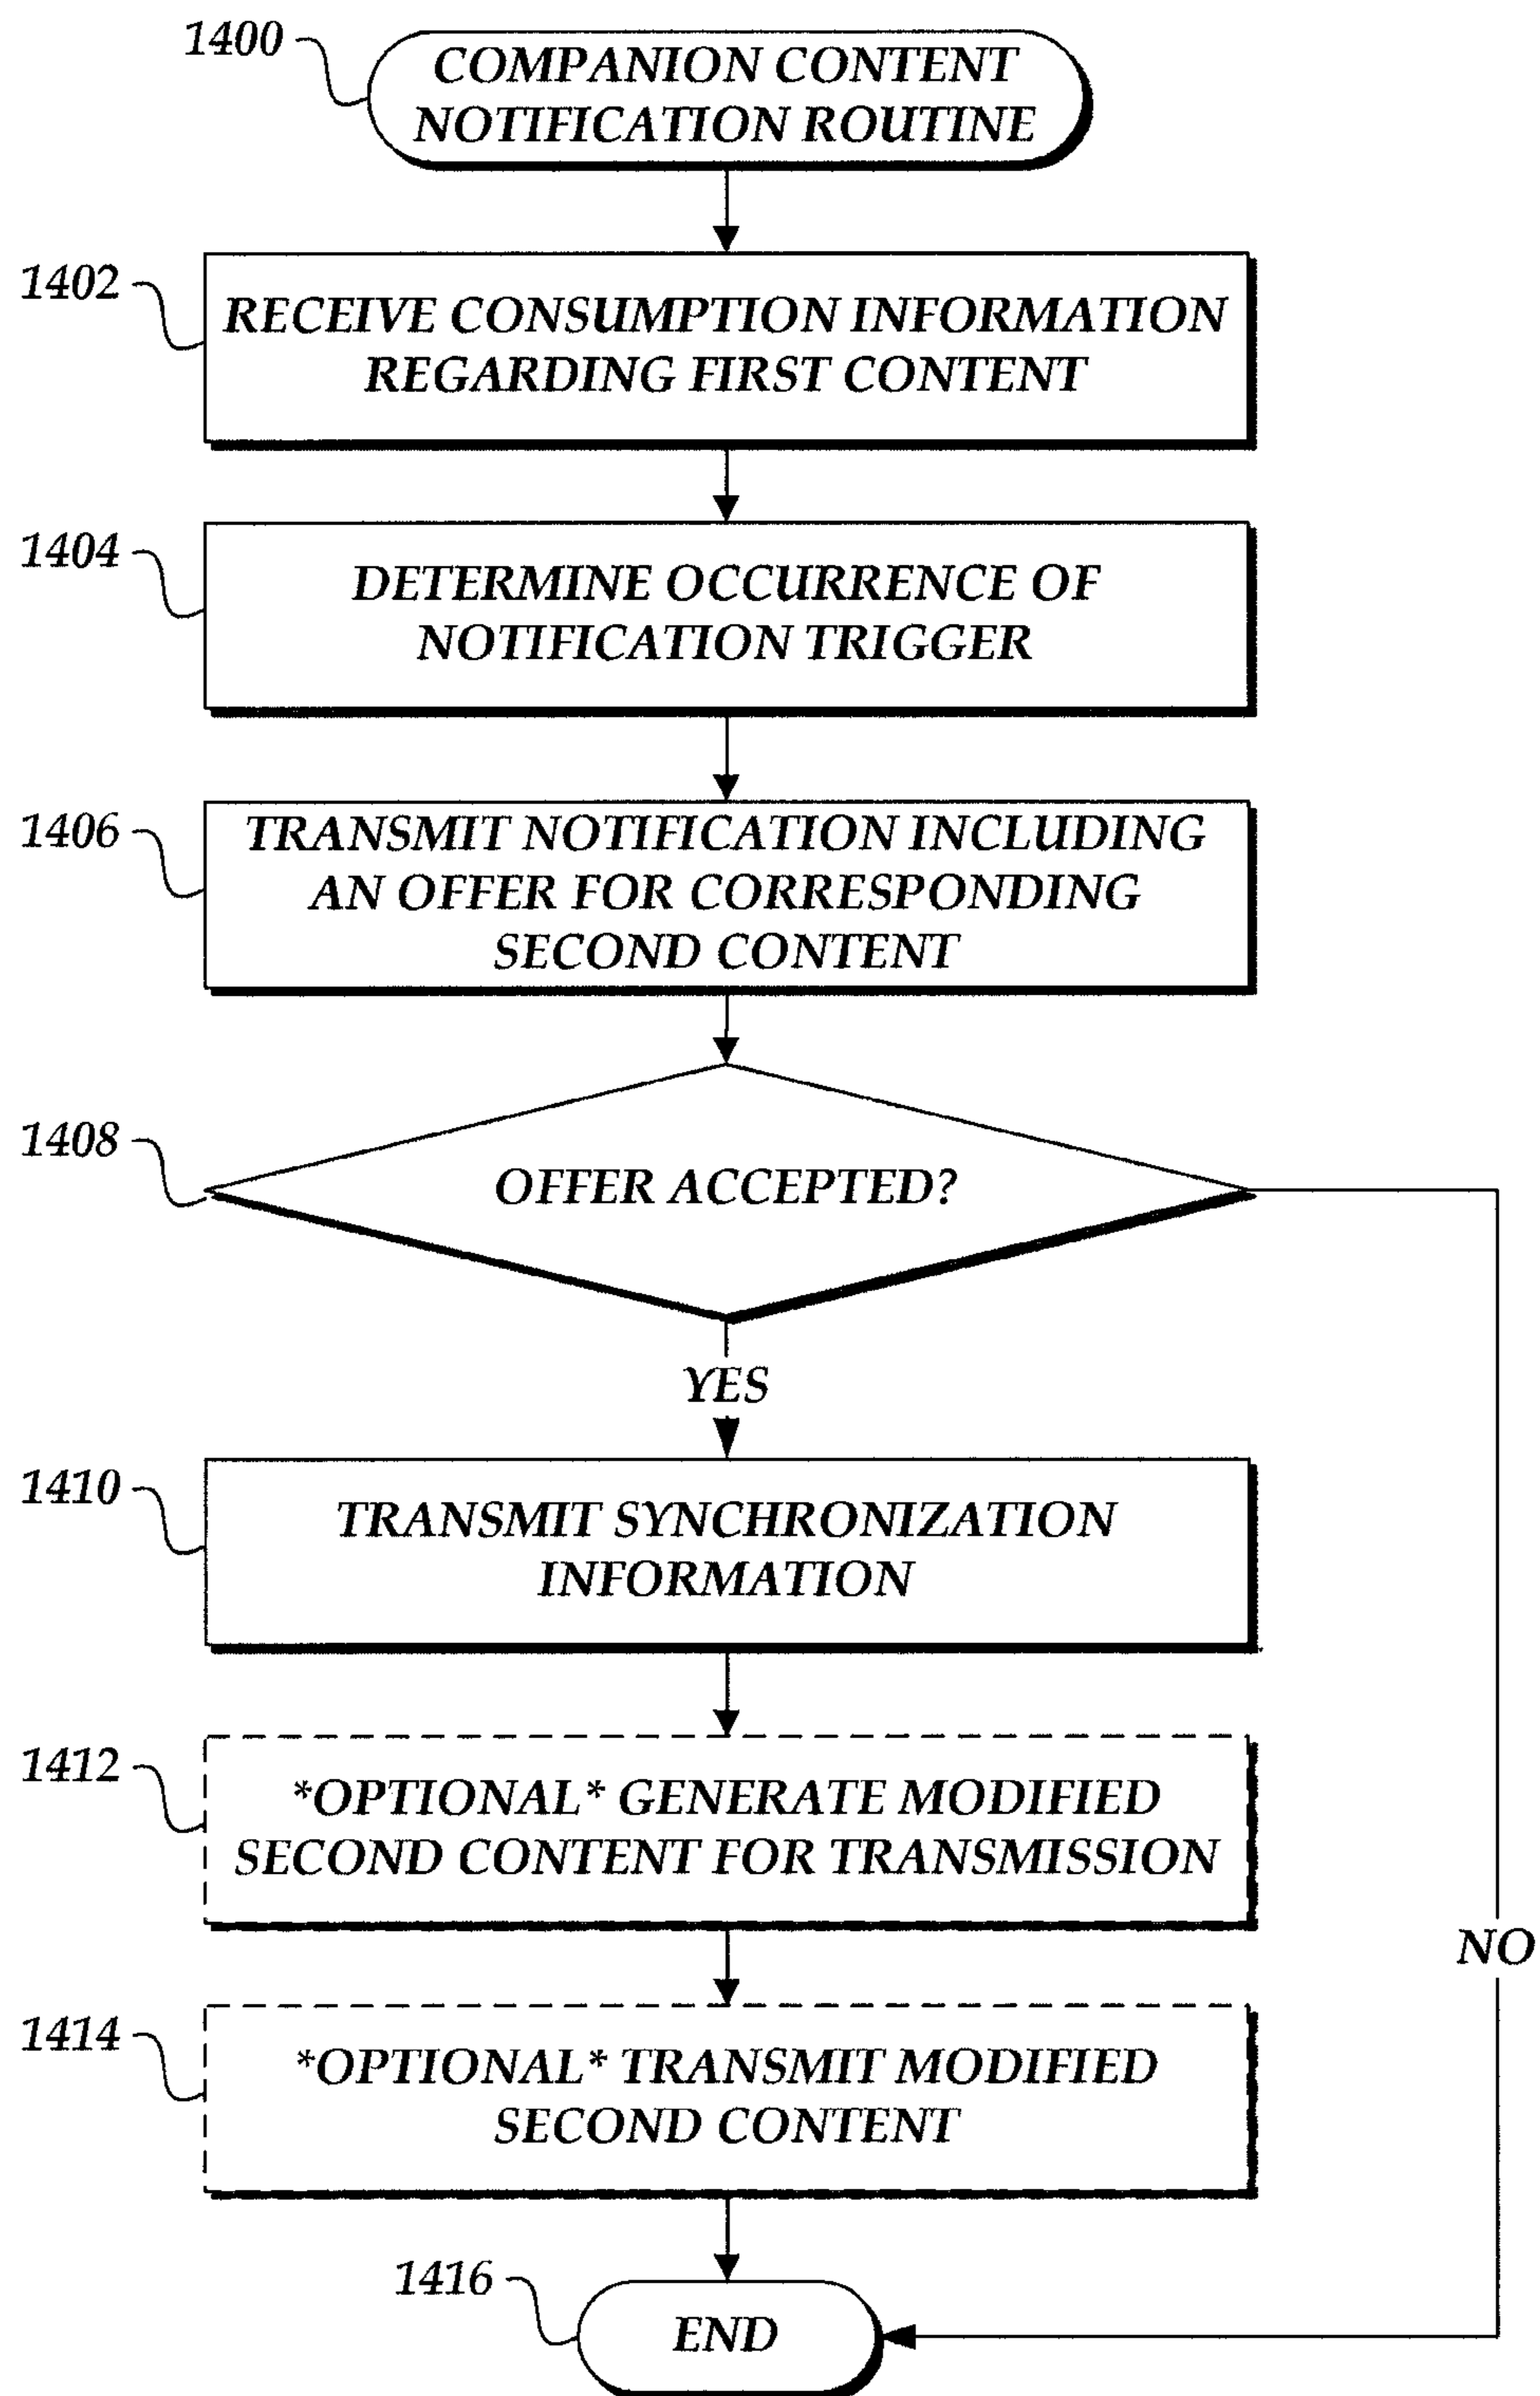 1400
COMPANION CONTENT
NOTIFICATION ROUTINE
1402
RECEIVE CONSUMPTION INFORMATION
REGARDING FIRST CONTENT
1404
DETERMINE OCCURRENCE OF
NOTIFICATION TRIGGER
1406
TRANSMIT NOTIFICATION INCLUDING
AN OFFER FOR CORRESPONDING
SECOND CONTENT
1408
OFFER ACCEPTED?
YES
1410
TRANSMIT SYNCHRONIZATION
INFORMATION
1412
*OPTIONAL* GENERATE MODIFIED
SECOND CONTENT FOR TRANSMISSION
NO
1414
*OPTIONAL* TRANSMIT MODIFIED
SECOND CONTENT
1416
END